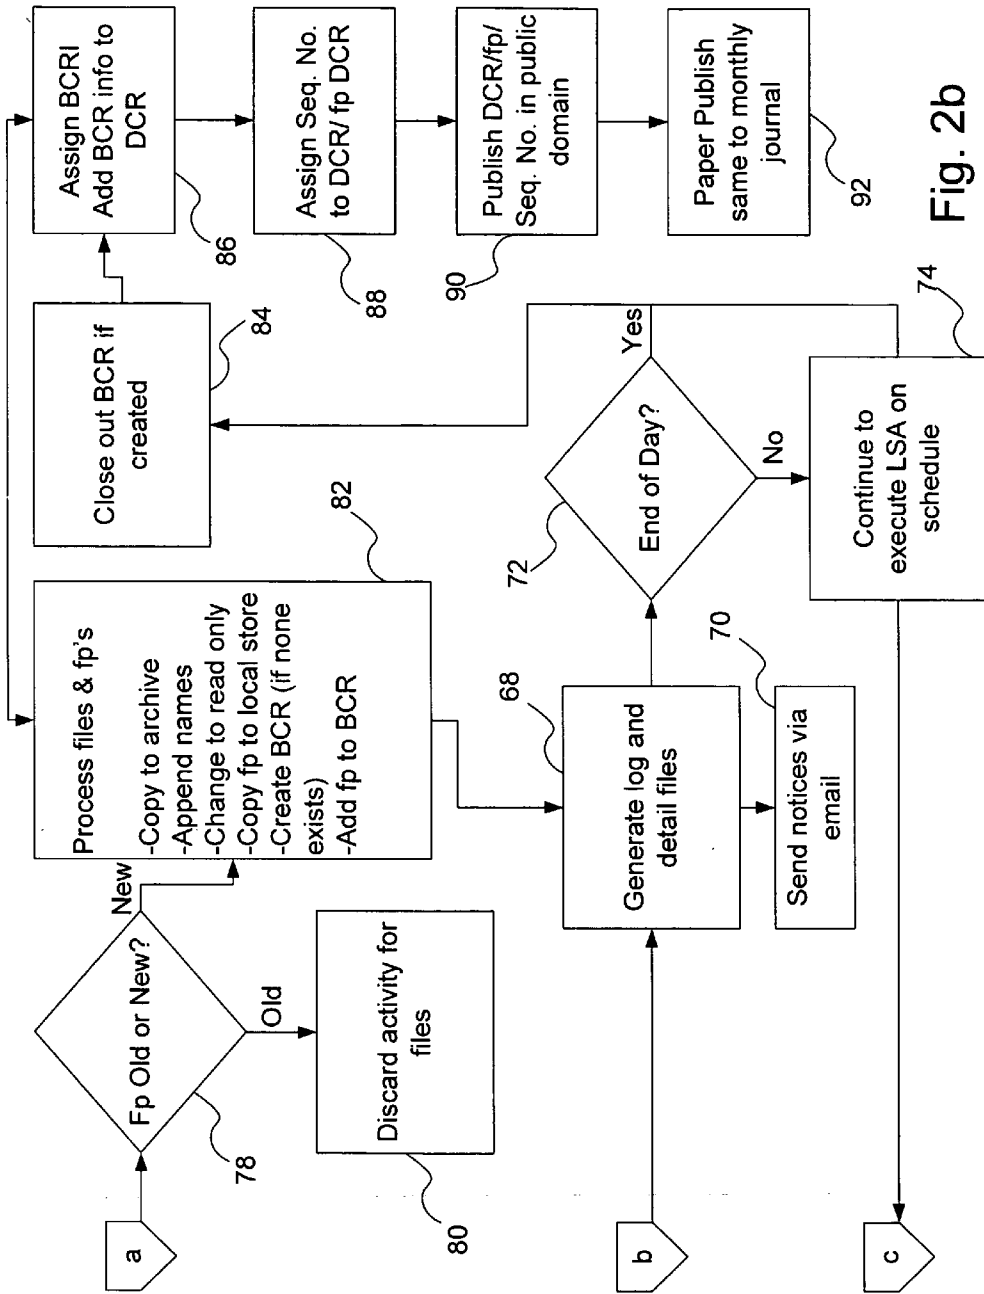 a
Fp Old or New?
78
New
Old
Discard activity for
files
80
Process files & fp's
-Copy to archive
-Append names
-Change to read only
-Copy fp to local store
-Create BCR (if none
exists)
-Add fp to BCR
82
Close out BCR if
created
84
Assign BCRI
Add BCR info to
DCR
86
Assign Seq. No.
to DCR/ fp DCR
88
Publish DCR/fp/
Seq. No. in public
domain
90
Paper Publish
same to monthly
journal
92
b
Generate log and
detail files
68
Send notices via
email
70
End of Day?
72
Yes
No
Continue to
execute LSA on
schedule
74
c
Fig. 2b